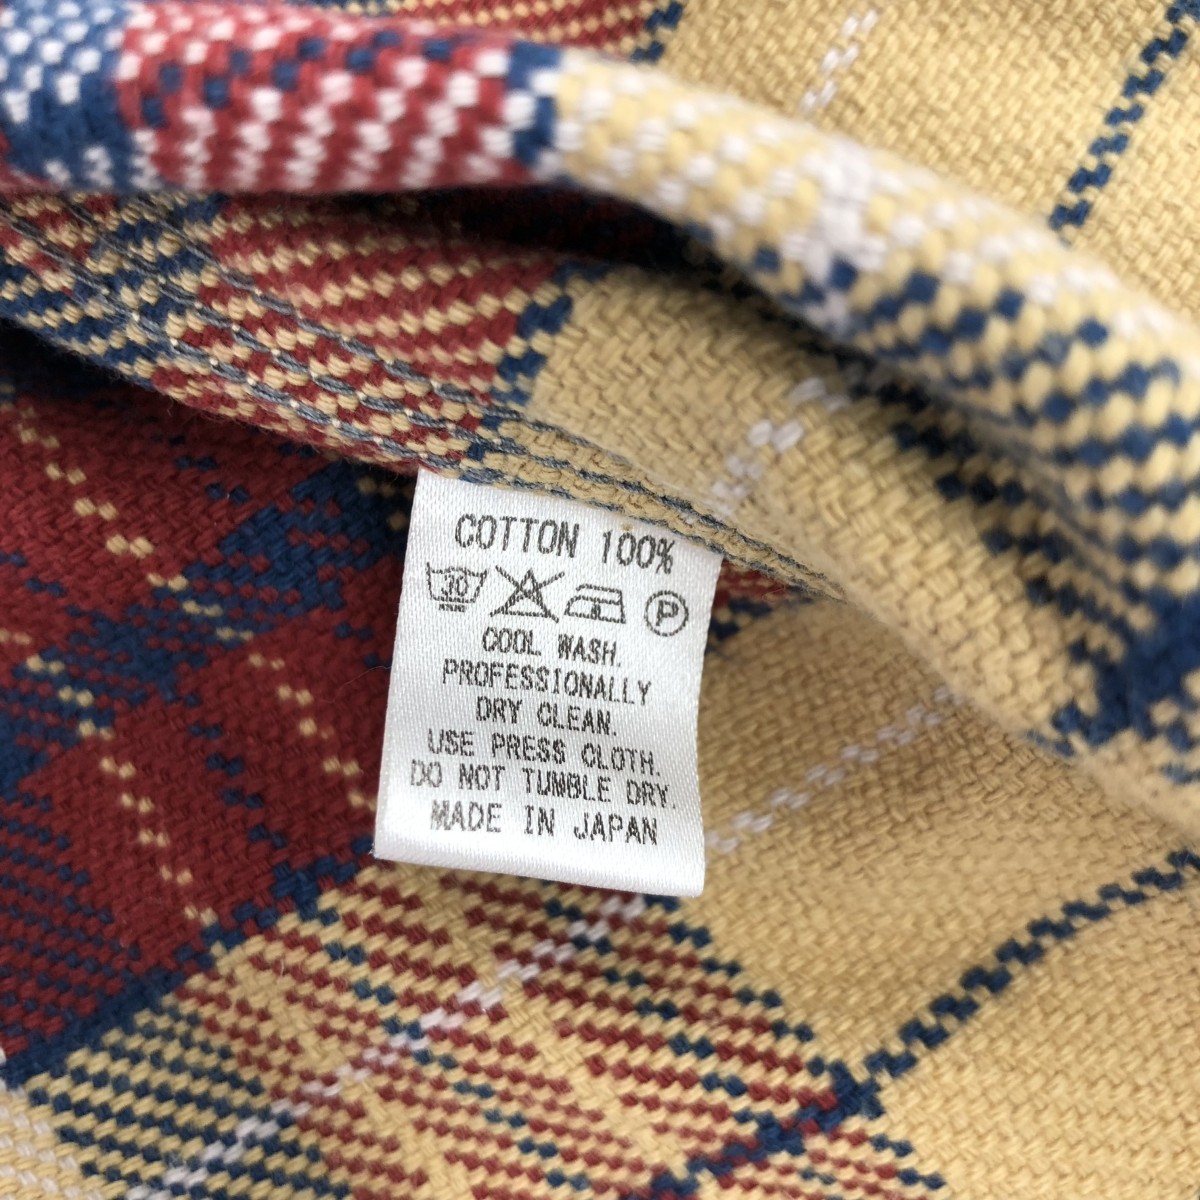 COTTON 100%
30 P
COOL WASH.
PROFESSIONALLY
DRY CLEAN.
USE PRESS CLOTH.
DO NOT TUMBLE DRY.
MADE IN JAPAN